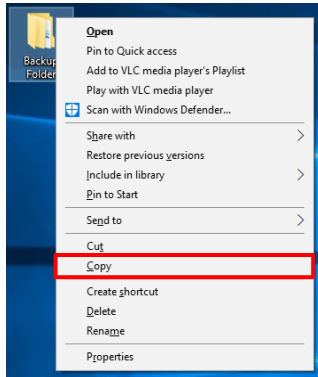 Backup
Folder
Open
Pin to Quick access
Add to VLC media player's Playlist
Play with VLC media player
Scan with Windows Defender...
Share with
Restore previous versions
Include in library
Pin to Start
Send to
Cut
Copy
Create shortcut
Delete
Rename
Properties